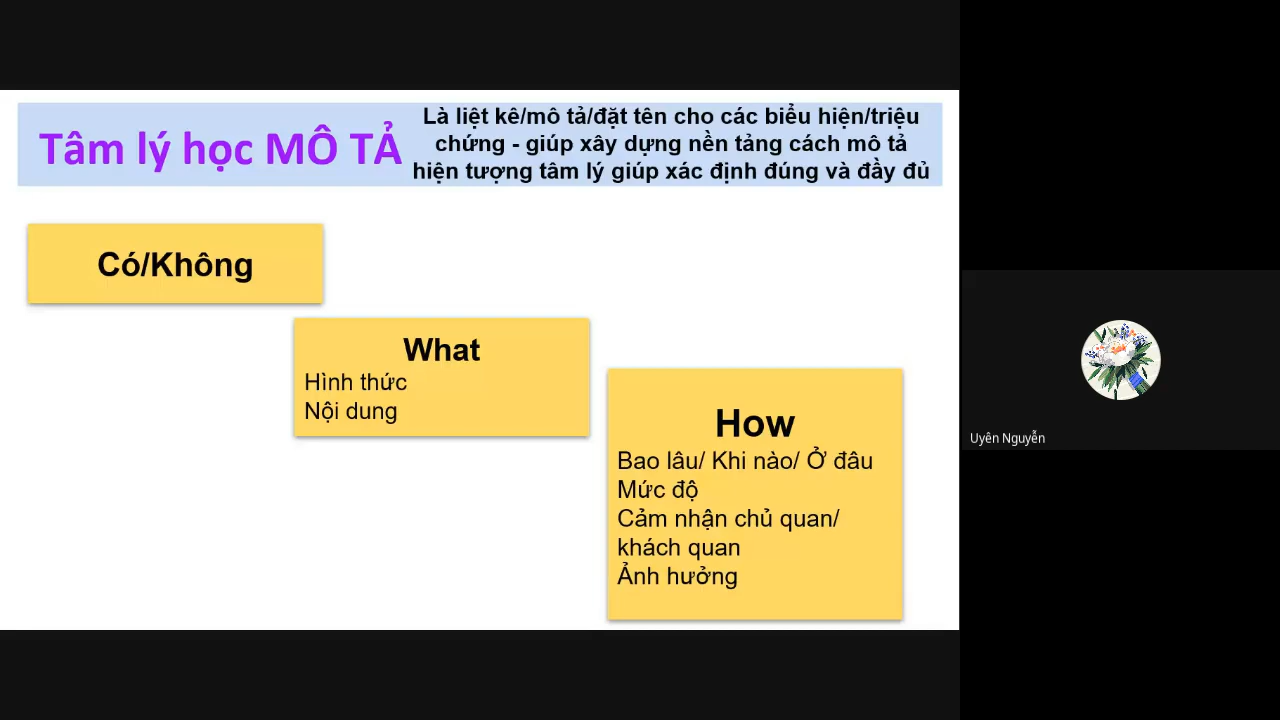 Tâm lý học MÔ TẢ
Là liệt kê/mô tả/đặt tên cho các biểu hiện/triệu
chứng - giúp xây dựng nền tảng cách mô tả
hiện tượng tâm lý giúp xác định đúng và đầy đủ
Có/Không
What
Hình thức
Nội dung
How
Bao lâu/ Khi nào/ Ở đâu
Mức độ
Cảm nhận chủ quan/
khách quan
Ảnh hưởng
Uyên Nguyễn